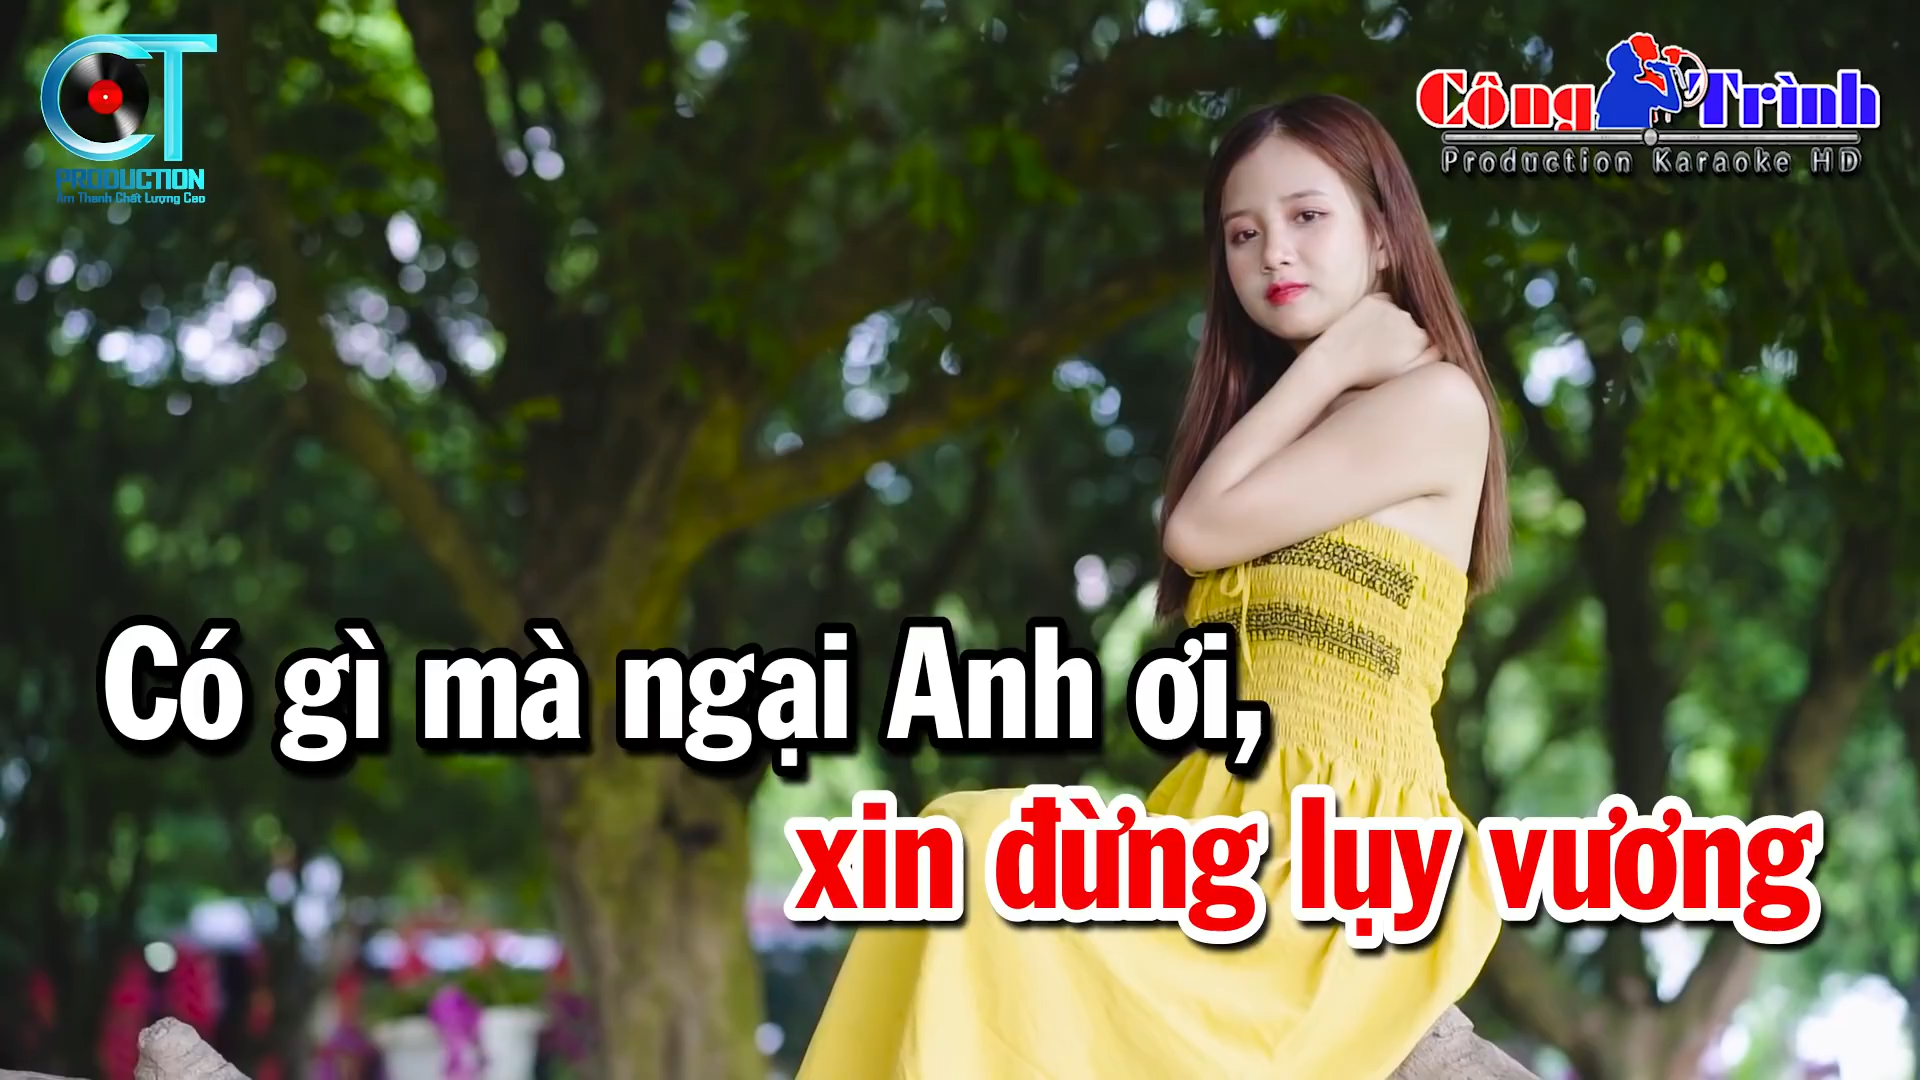 CT
PRODUCTION
Âm Thanh Chất Lượng Cao
Công Trình
Production Karaoke HD
Có gì mà ngại Anh ơi,
xin đừng lụy vương